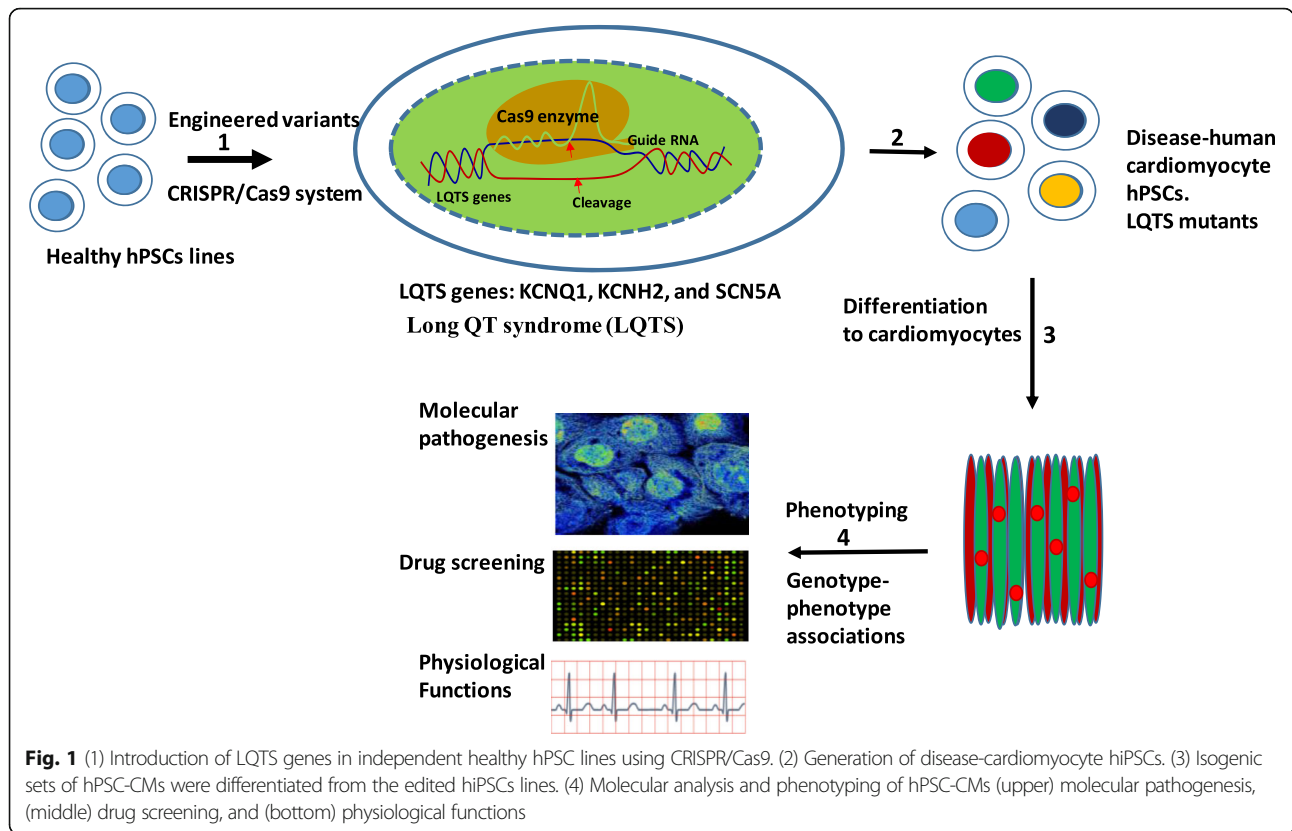 Engineered variants
1
CRISPR/Cas9 system
Healthy hPSCs lines
Cas9 enzyme
Guide RNA
LQTS genes
Cleavage
LQTS genes: KCNQ1, KCNH2, and SCN5A
Long QT syndrome (LQTS)
2
Disease-human
cardiomyocyte
hPSCs.
LQTS mutants
Differentiation
to cardiomyocytes
3
Phenotyping
4
Genotype-
phenotype
associations
Molecular
pathogenesis
Drug screening
Physiological
Functions
Fig. 1 (1) Introduction of LQTS genes in independent healthy hPSC lines using CRISPR/Cas9. (2) Generation of disease-cardiomyocyte hiPSCs. (3) Isogenic
sets of hPSC-CMs were differentiated from the edited hiPSCs lines. (4) Molecular analysis and phenotyping of hPSC-CMs (upper) molecular pathogenesis,
(middle) drug screening, and (bottom) physiological functions